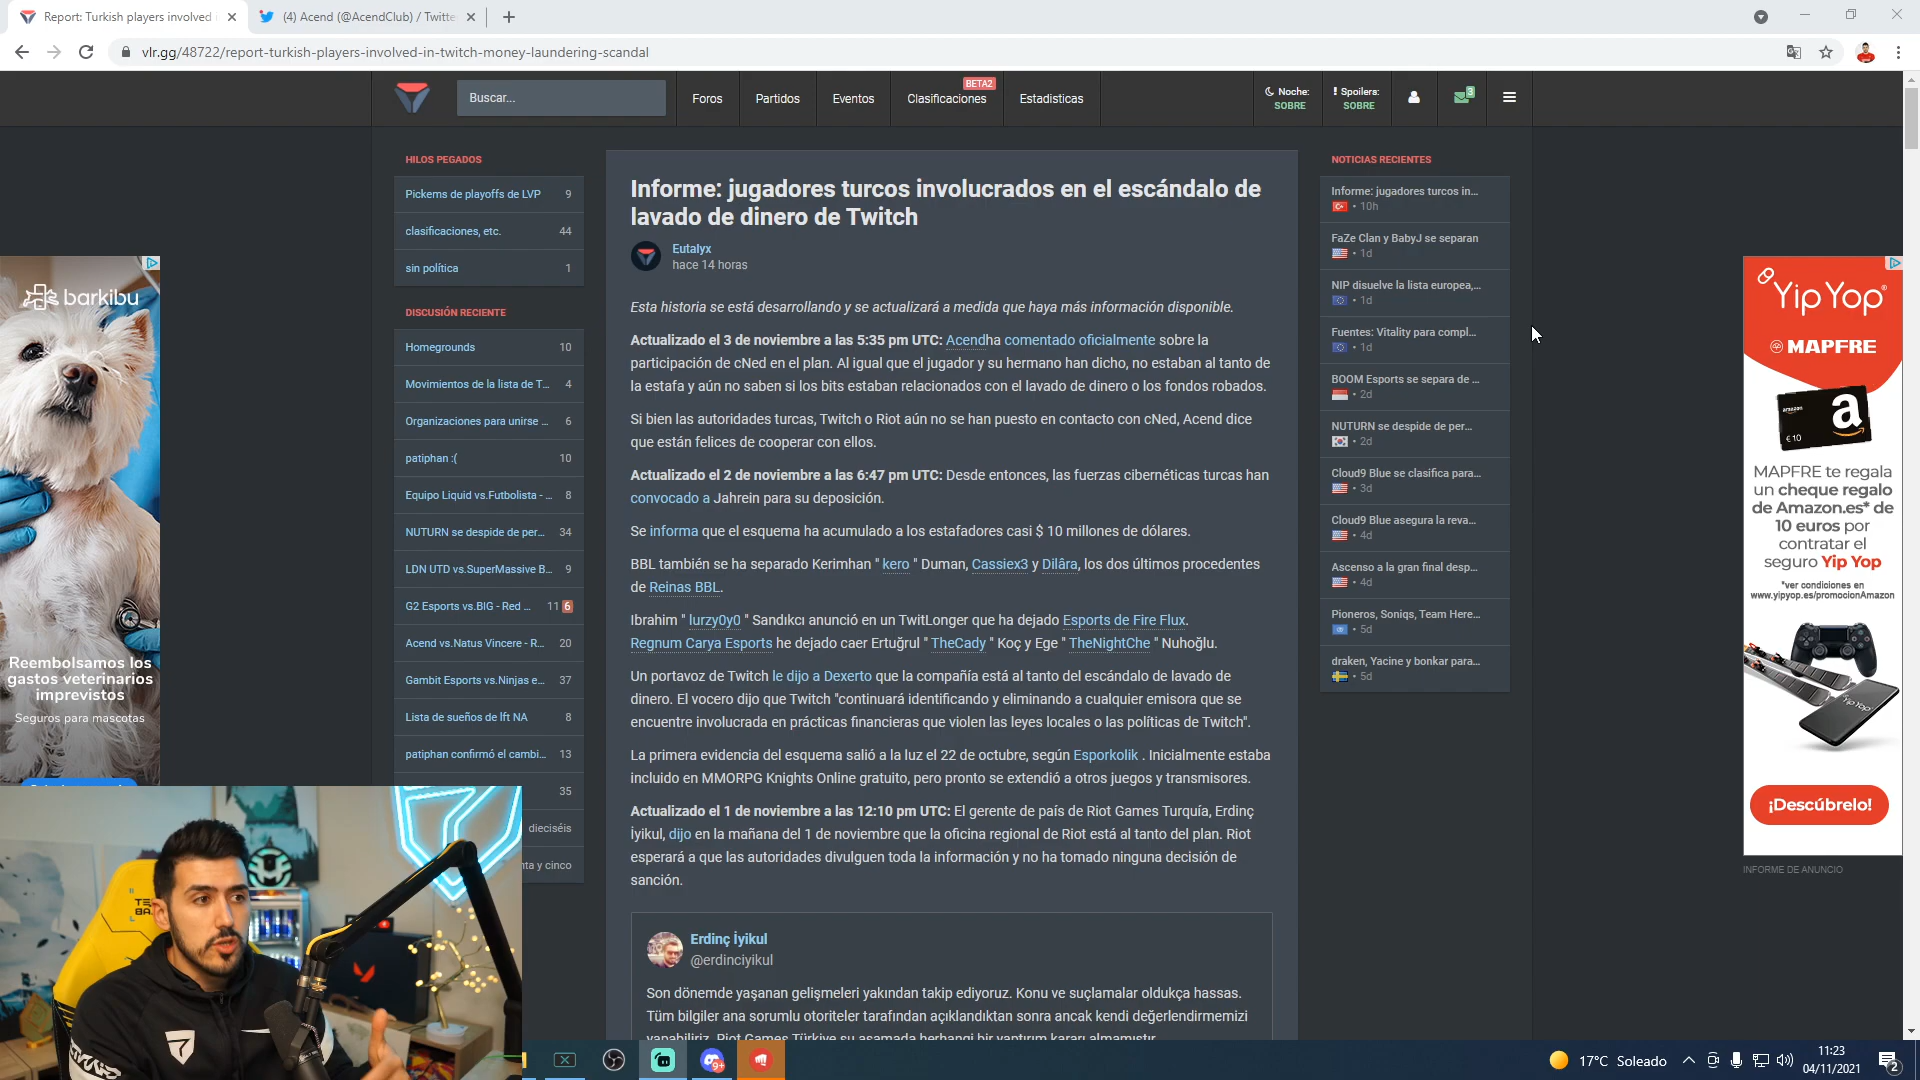 Report: Turkish players involved
(4) Acend (@AcendClub) / Twitte
vlr.gg/48722/report-turkish-players-involved-in-twitch-money-laundering-scandal
Buscar...
Foros
Partidos
Eventos
BETA2
Clasificaciones
Estadisticas
Noche:
SOBRE
! Spoilers:
SOBRE
3
HILOS PEGADOS
Pickems de playoffs de LVP 9
clasificaciones, etc. 44
sin política 1
DISCUSIÓN RECIENTE
Homegrounds 10
Movimientos de la lista de T... 4
Organizaciones para unirse ... 6
patiphan :( 10
Equipo Liquid vs.Futbolista - ... 8
NUTURN se despide de per... 34
LDN UTD vs.SuperMassive B... 9
G2 Esports vs.BIG - Red ... 11 6
Acend vs.Natus Vincere - R... 20
Gambit Esports vs.Ninjas e... 37
Lista de sueños de lft NA 8
patiphan confirmó el cambi... 13
35
dieciséis
nta y cinco
Informe: jugadores turcos involucrados en el escándalo de
lavado de dinero de Twitch
Eutalyx
hace 14 horas
Esta historia se está desarrollando y se actualizará a medida que haya más información disponible.
Actualizado el 3 de noviembre a las 5:35 pm UTC: Acendha comentado oficialmente sobre la
participación de cNed en el plan. Al igual que el jugador y su hermano han dicho, no estaban al tanto de
la estafa y aún no saben si los bits estaban relacionados con el lavado de dinero o los fondos robados.
Si bien las autoridades turcas, Twitch o Riot aún no se han puesto en contacto con cNed, Acend dice
que están felices de cooperar con ellos.
Actualizado el 2 de noviembre a las 6:47 pm UTC: Desde entonces, las fuerzas cibernéticas turcas han
convocado a Jahrein para su deposición.
Se informa que el esquema ha acumulado a los estafadores casi $ 10 millones de dólares.
BBL también se ha separado Kerimhan " kero " Duman, Cassiex3 y Dilâra, los dos últimos procedentes
de Reinas BBL.
Ibrahim " lurzy0y0 " Sandıkcı anunció en un TwitLonger que ha dejado Esports de Fire Flux.
Regnum Carya Esports he dejado caer Ertuğrul " TheCady " Koç y Ege " TheNightChe " Nuhoğlu.
Un portavoz de Twitch le dijo a Dexerto que la compañía está al tanto del escándalo de lavado de
dinero. El vocero dijo que Twitch "continuará identificando y eliminando a cualquier emisora que se
encuentre involucrada en prácticas financieras que violen las leyes locales o las políticas de Twitch".
La primera evidencia del esquema salió a la luz el 22 de octubre, según Esporkolik . Inicialmente estaba
incluido en MMORPG Knights Online gratuito, pero pronto se extendió a otros juegos y transmisores.
Actualizado el 1 de noviembre a las 12:10 pm UTC: El gerente de país de Riot Games Turquía, Erdinç
İyikul, dijo en la mañana del 1 de noviembre que la oficina regional de Riot está al tanto del plan. Riot
esperará a que las autoridades divulguen toda la información y no ha tomado ninguna decisión de
sanción.
Erdinç İyikul
@erdinciyikul
Son dönemde yaşanan gelişmeleri yakından takip ediyoruz. Konu ve suçlamalar oldukça hassas.
Tüm bilgiler ana sorumlu otoriteler tarafından açıklandıktan sonra ancak kendi değerlendirmemizi
yapabiliriz. Riot Games Türkiye şu aşamada herhangi bir yaptırım kararı almamıştır.
NOTICIAS RECIENTES
Informe: jugadores turcos in...
• 10h
FaZe Clan y BabyJ se separan
• 1d
NIP disuelve la lista europea,...
• 1d
Fuentes: Vitality para compl...
• 1d
BOOM Esports se separa de ...
• 2d
NUTURN se despide de per...
• 2d
Cloud9 Blue se clasifica para...
• 3d
Cloud9 Blue asegura la reva...
• 4d
Ascenso a la gran final desp...
• 4d
Pioneros, Soniqs, Team Here...
• 5d
draken, Yacine y bonkar para...
• 5d
barkibu
Reembolsamos los
gastos veterinarios
imprevistos
Seguros para mascotas
Yip Yop
MAPFRE
amazon
a
€ 10
MAPFRE te regala
un cheque regalo
de Amazon.es* de
10 euros por
contratar el
seguro Yip Yop
*ver condiciones en
www.yipyop.es/promocionAmazon
YipYop
¡Descúbrelo!
INFORME DE ANUNCIO
9+
17°C Soleado
11:23
04/11/2021
2